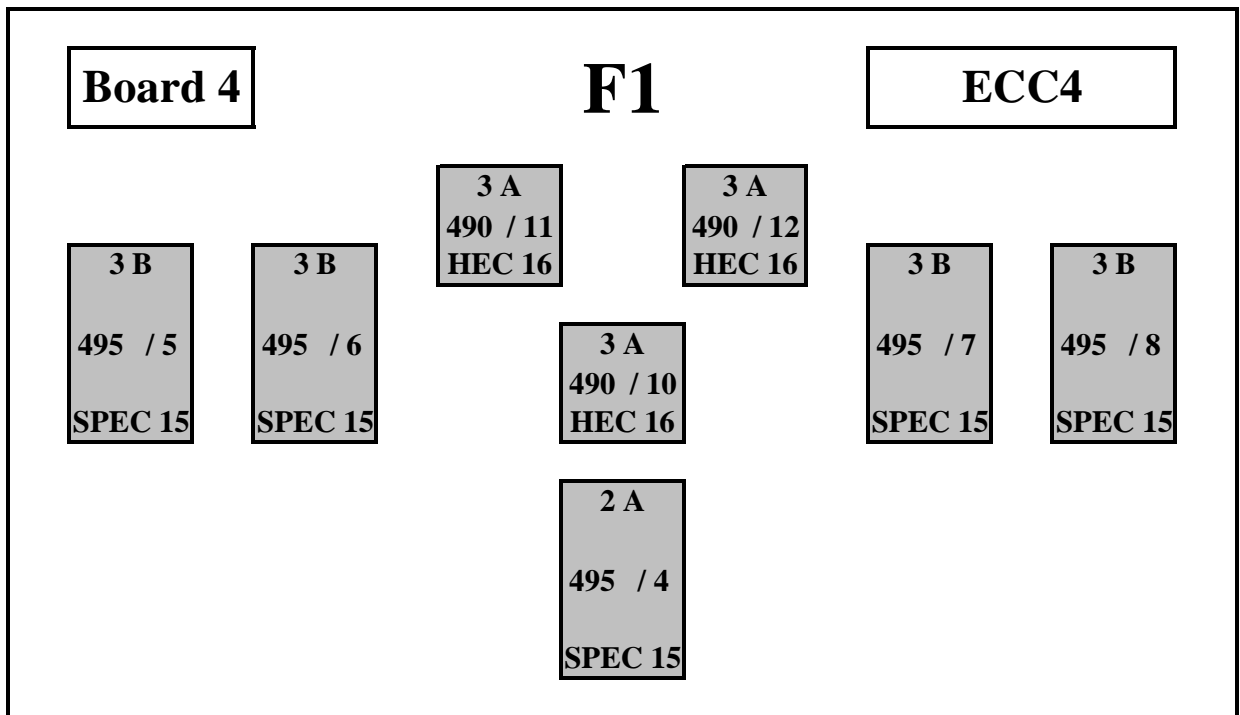 Board 4
F1
ECC4
3 A
490 / 11
HEC 16
3 A
490 / 12
HEC 16
3 B
495 / 5
SPEC 15
3 B
495 / 6
SPEC 15
3 A
490 / 10
HEC 16
3 B
495 / 7
SPEC 15
3 B
495 / 8
SPEC 15
2 A
495 / 4
SPEC 15